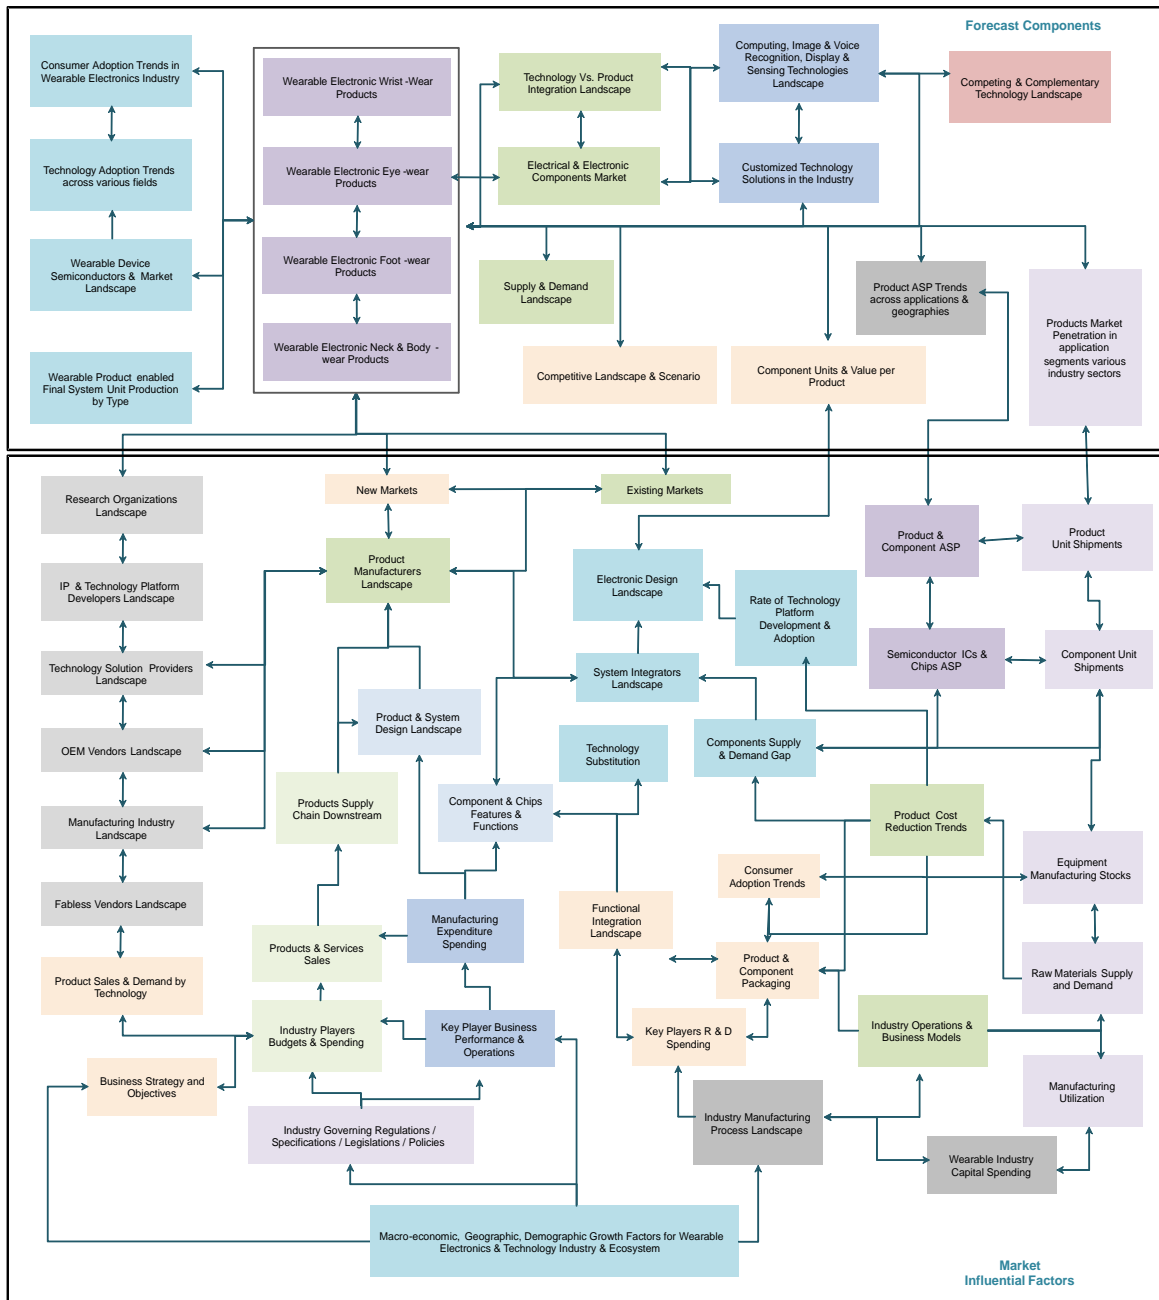 Forecast Components
Consumer Adoption Trends in
Wearable Electronics Industry
Technology Adoption Trends
across various fields
Wearable Device
Semiconductors & Market
Landscape
Wearable Product enabled
Final System Unit Production
by Type
Wearable Electronic Wrist -Wear
Products
Wearable Electronic Eye -wear
Products
Wearable Electronic Foot -wear
Products
Wearable Electronic Neck & Body -
wear Products
Technology Vs. Product
Integration Landscape
Electrical & Electronic
Components Market
Computing, Image & Voice
Recognition, Display &
Sensing Technologies
Landscape
Customized Technology
Solutions in the Industry
Competing & Complementary
Technology Landscape
Supply & Demand
Landscape
Competitive Landscape & Scenario
Component Units & Value per
Product
Product ASP Trends
across applications &
geographies
Products Market
Penetration in
application
segments various
industry sectors
Research Organizations
Landscape
IP & Technology Platform
Developers Landscape
Technology Solution Providers
Landscape
OEM Vendors Landscape
Manufacturing Industry
Landscape
Fabless Vendors Landscape
Product Sales & Demand by
Technology
Business Strategy and
Objectives
New Markets
Existing Markets
Product
Manufacturers
Landscape
Product & System
Design Landscape
Products Supply
Chain Downstream
Products & Services
Sales
Industry Players
Budgets & Spending
Industry Governing Regulations /
Specifications / Legislations / Policies
Macro-economic, Geographic, Demographic Growth Factors for Wearable
Electronics & Technology Industry & Ecosystem
Manufacturing
Expenditure
Spending
Key Player Business
Performance &
Operations
Component & Chips
Features &
Functions
Electronic Design
Landscape
System Integrators
Landscape
Technology
Substitution
Rate of Technology
Platform
Development &
Adoption
Components Supply
& Demand Gap
Functional
Integration
Landscape
Consumer
Adoption Trends
Product &
Component
Packaging
Key Players R & D
Spending
Industry Manufacturing
Process Landscape
Product &
Component ASP
Semiconductor ICs &
Chips ASP
Product
Unit Shipments
Component Unit
Shipments
Product Cost
Reduction Trends
Equipment
Manufacturing Stocks
Raw Materials Supply
and Demand
Industry Operations &
Business Models
Manufacturing
Utilization
Wearable Industry
Capital Spending
Market
Influential Factors